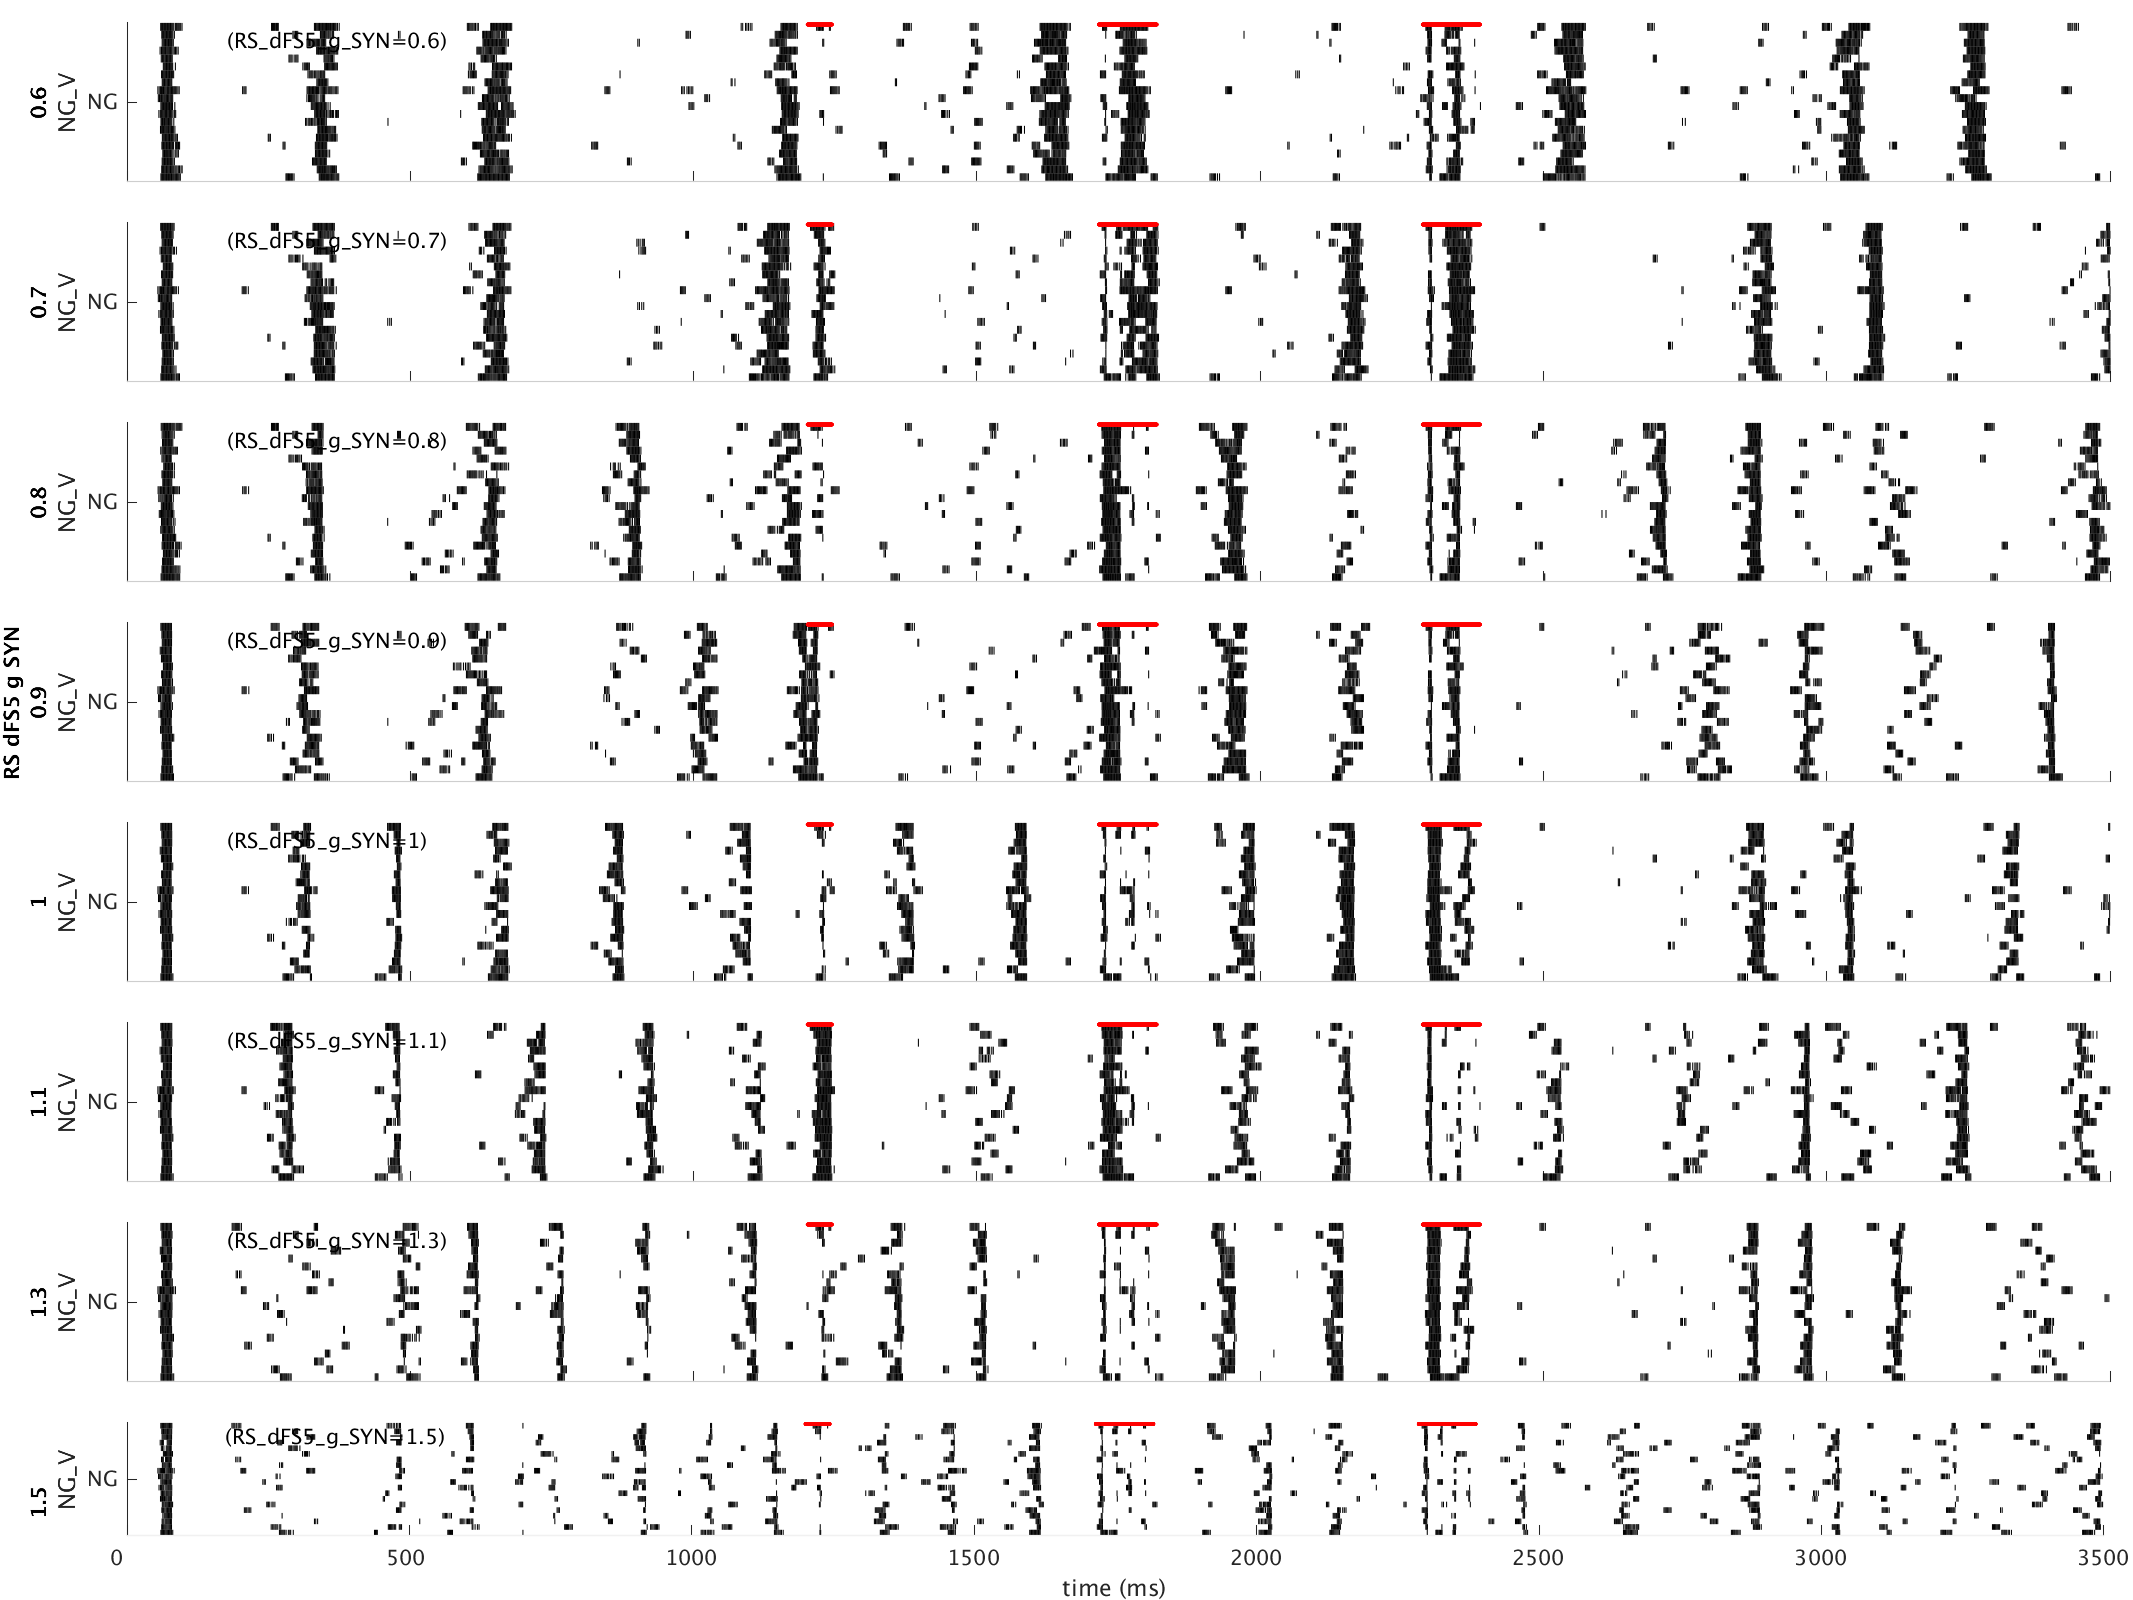 RS dFS5 g SYN
0.6
NG_V
NG
(RS_dFS5_g_SYN=0.6)
0.7
NG_V
NG
(RS_dFS5_g_SYN=0.7)
0.8
NG_V
NG
(RS_dFS5_g_SYN=0.8)
0.9
NG_V
NG
(RS_dFS5_g_SYN=0.9)
1
NG_V
NG
(RS_dFS5_g_SYN=1)
1.1
NG_V
NG
(RS_dFS5_g_SYN=1.1)
1.3
NG_V
NG
(RS_dFS5_g_SYN=1.3)
1.5
NG_V
NG
(RS_dFS5_g_SYN=1.5)
0 500 1000 1500 2000 2500 3000 3500
time (ms)